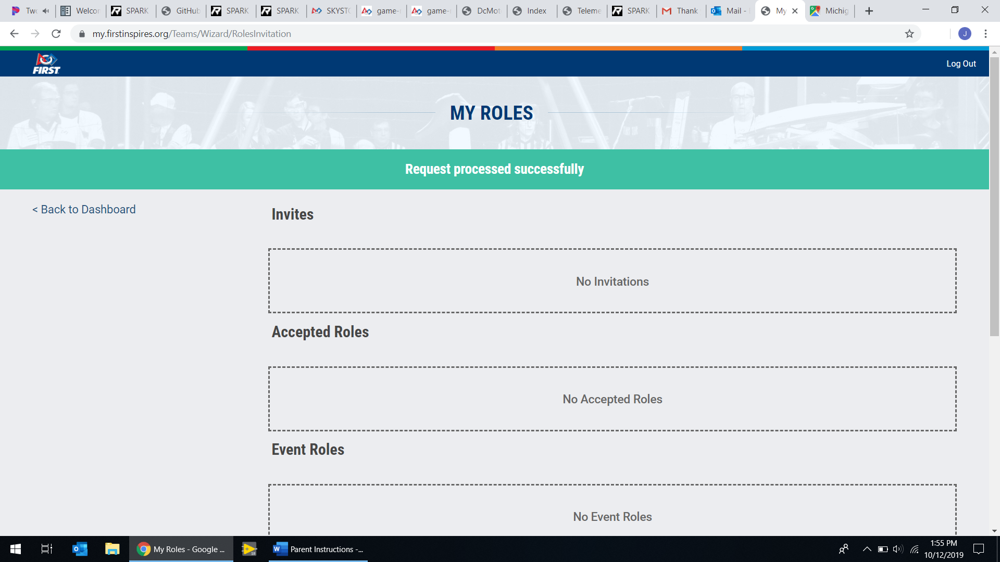 Twc
Welcor
SPARK
GitHub
SPARK
SPARK
SKYSTC
game-
game-
DcMot
Index
Teleme
SPARK
Thank
Mail -
My
Michig
my.firstinspires.org/Teams/Wizard/RolesInvitation
J
FIRST
Log Out
MY ROLES
Request processed successfully
< Back to Dashboard
Invites
No Invitations
Accepted Roles
No Accepted Roles
Event Roles
No Event Roles
My Roles - Google ...
Parent Instructions -...
1:55 PM
10/12/2019